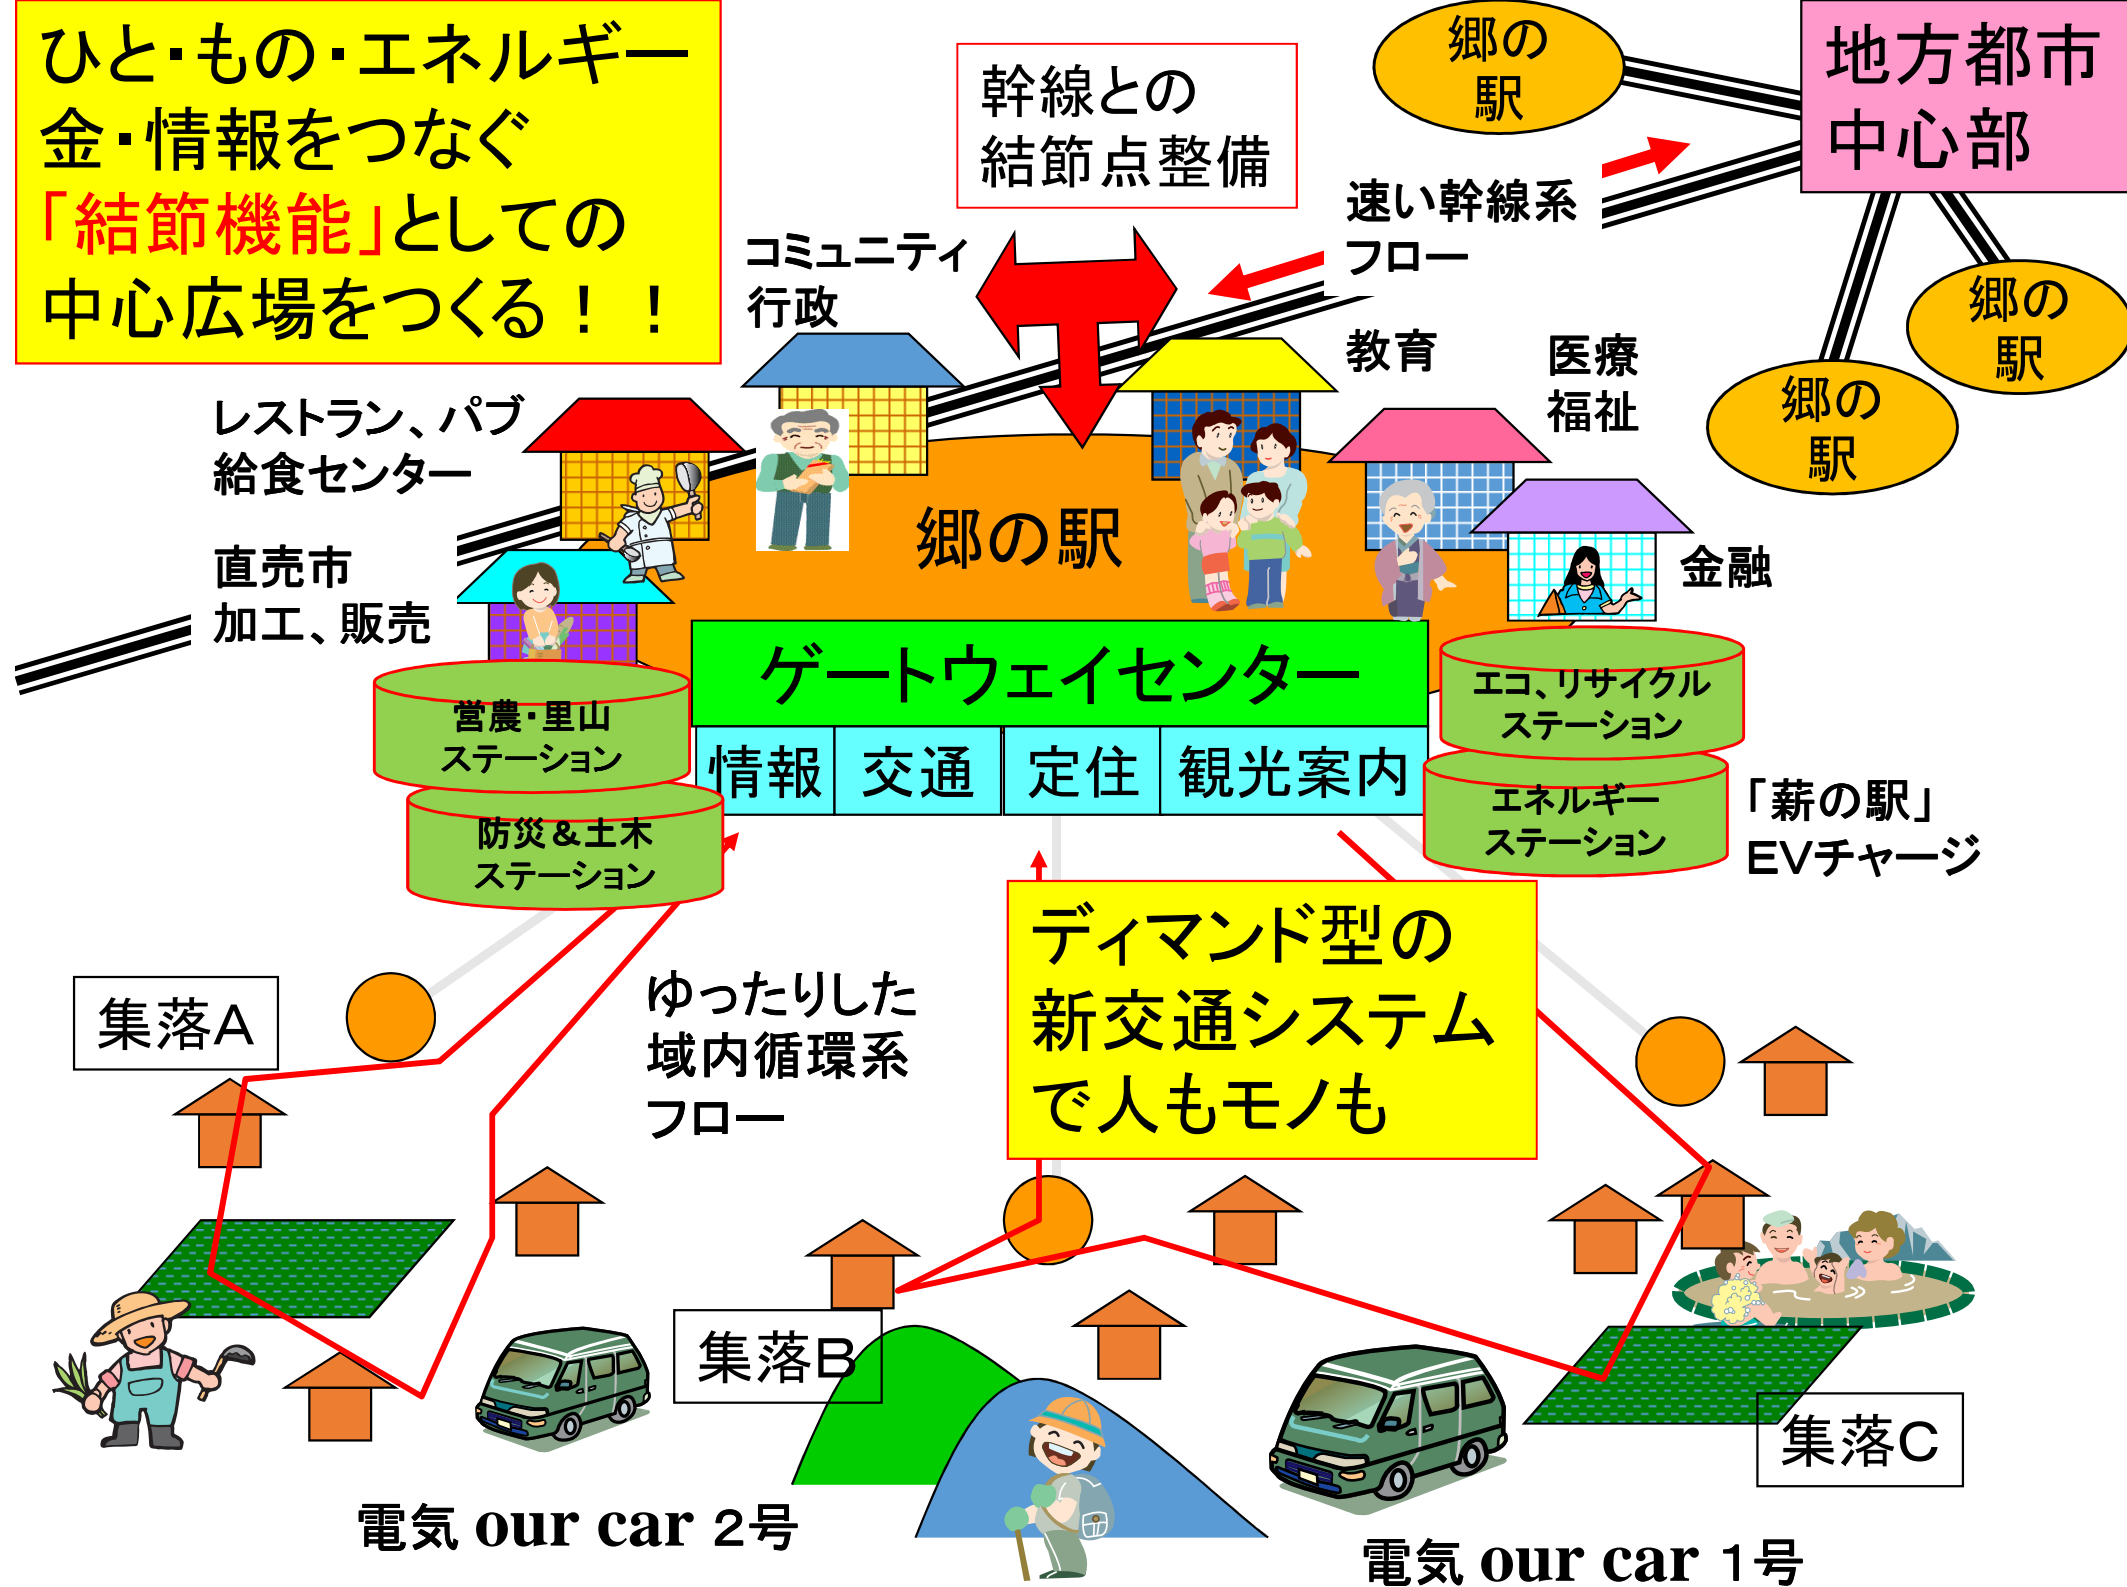 ひと・もの・エネルギー
金・情報をつなぐ
「結節機能」としての
中心広場をつくる！！
幹線との
結節点整備
郷の
駅
地方都市
中心部
速い幹線系
フロー
コミュニティ
行政
教育
医療
福祉
郷の
駅
郷の
駅
レストラン、パブ
給食センター
郷の駅
直売市
加工、販売
金融
ゲートウェイセンター
情報
交通
定住
観光案内
営農・里山
ステーション
防災＆土木
ステーション
エコ、リサイクル
ステーション
エネルギー
ステーション
「薪の駅」
ＥＶチャージ
ディマンド型の
新交通システム
で人もモノも
集落Ａ
ゆったりした
域内循環系
フロー
集落Ｂ
集落Ｃ
電気 our car ２号
電気 our car １号